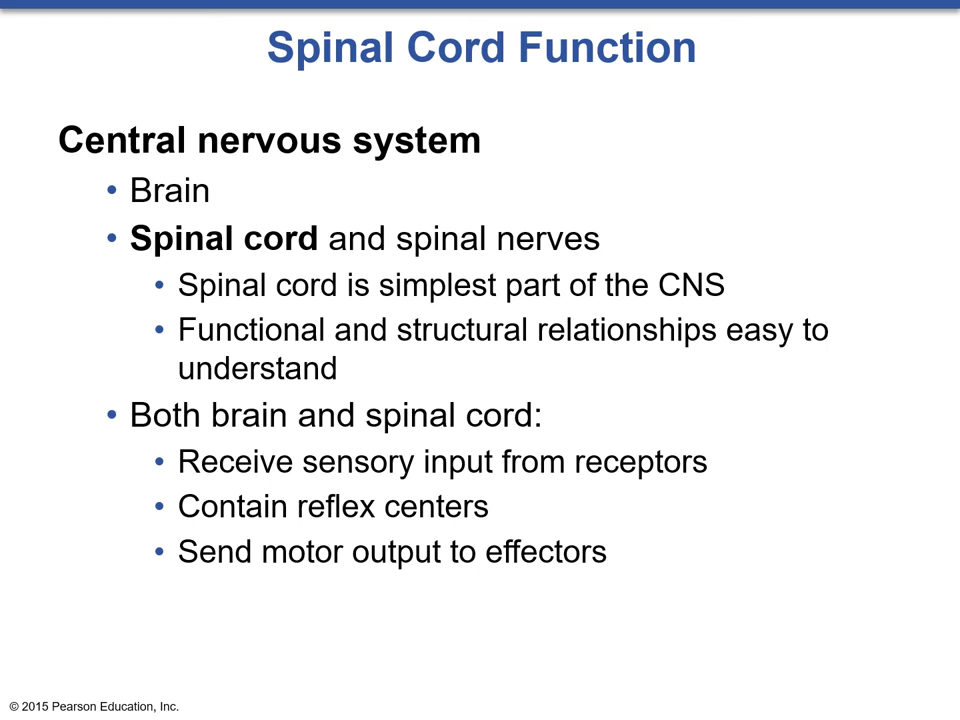 Spinal Cord Function
Central nervous system
• Brain
• Spinal cord and spinal nerves
• Spinal cord is simplest part of the CNS
• Functional and structural relationships easy to
understand
• Both brain and spinal cord:
• Receive sensory input from receptors
• Contain reflex centers
• Send motor output to effectors
© 2015 Pearson Education, Inc.